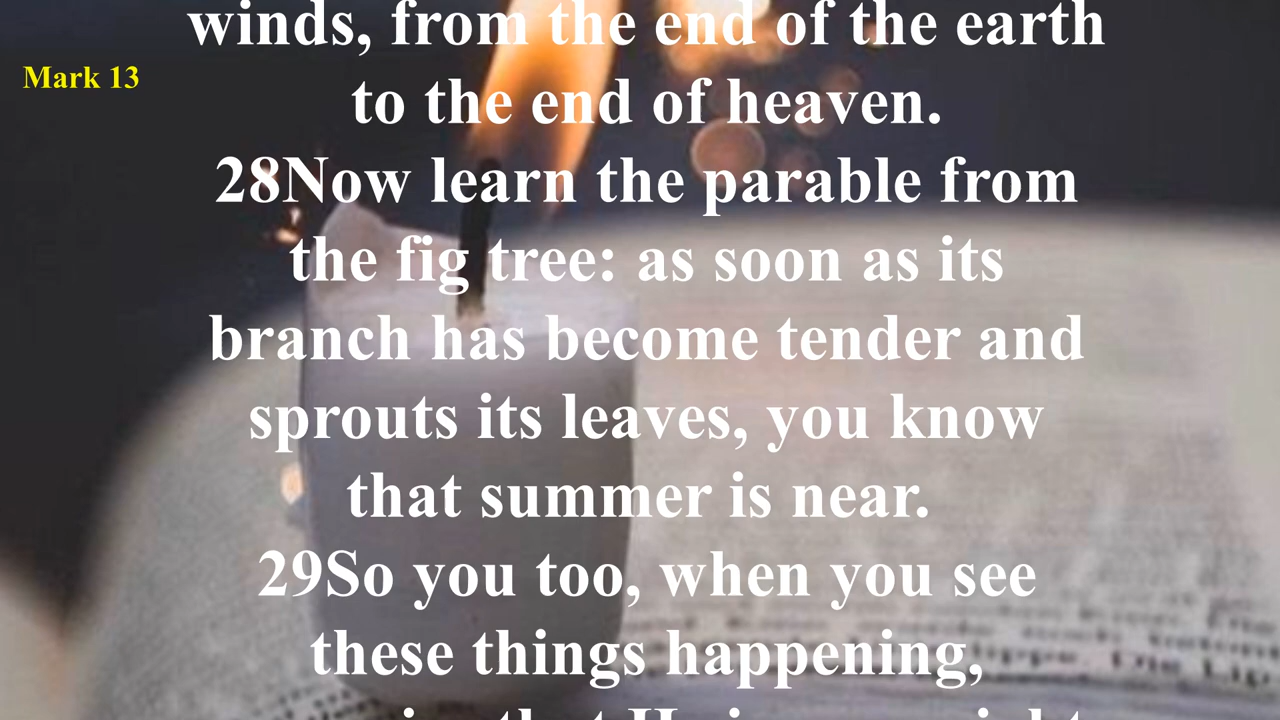 winds, from the end of the earth
Mark 13
to the end of heaven.
28Now learn the parable from
the fig tree: as soon as its
branch has become tender and
sprouts its leaves, you know
that summer is near.
29So you too, when you see
these things happening,